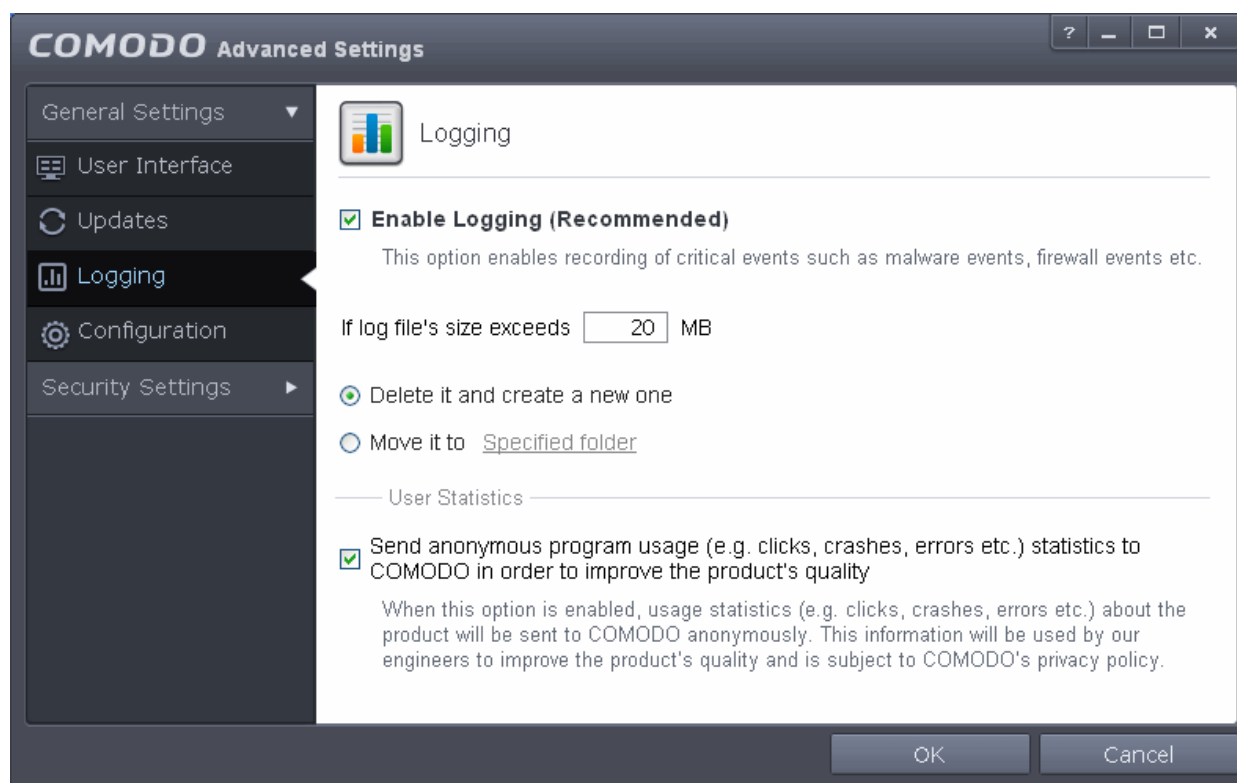 COMODO Advanced Settings
?
General Settings
User Interface
Updates
Logging
Configuration
Security Settings
Logging
Enable Logging (Recommended)
This option enables recording of critical events such as malware events, firewall events etc.
If log file's size exceeds 20 MB
Delete it and create a new one
Move it to Specified folder
User Statistics
Send anonymous program usage (e.g. clicks, crashes, errors etc.) statistics to
COMODO in order to improve the product's quality
When this option is enabled, usage statistics (e.g. clicks, crashes, errors etc.) about the
product will be sent to COMODO anonymously. This information will be used by our
engineers to improve the product's quality and is subject to COMODO's privacy policy.
OK
Cancel